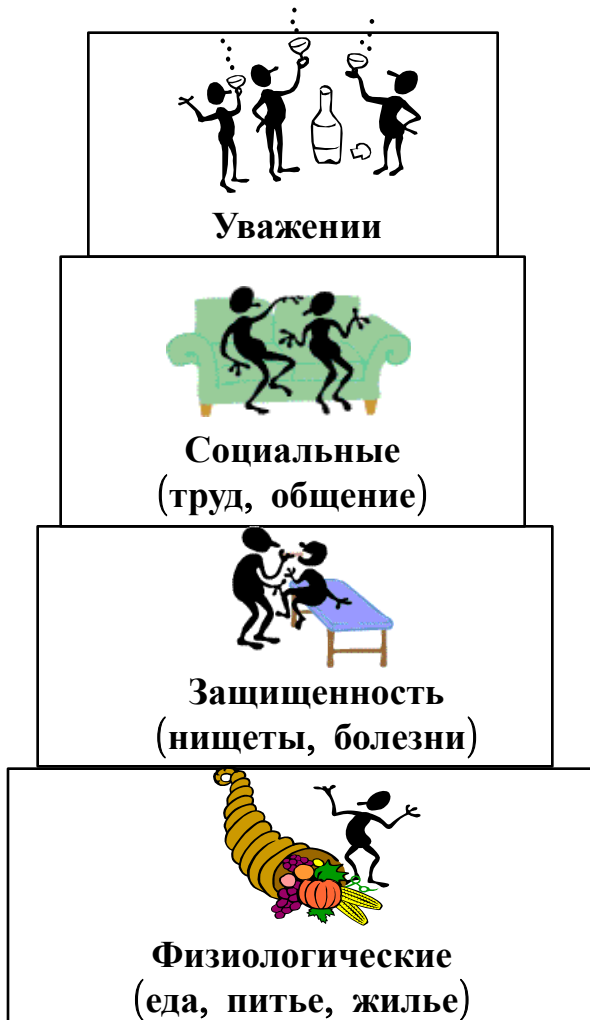 Уважении
Социальные
(труд, общение)
Защищенность
(нищеты, болезни)
Физиологические
(еда, питье, жилье)